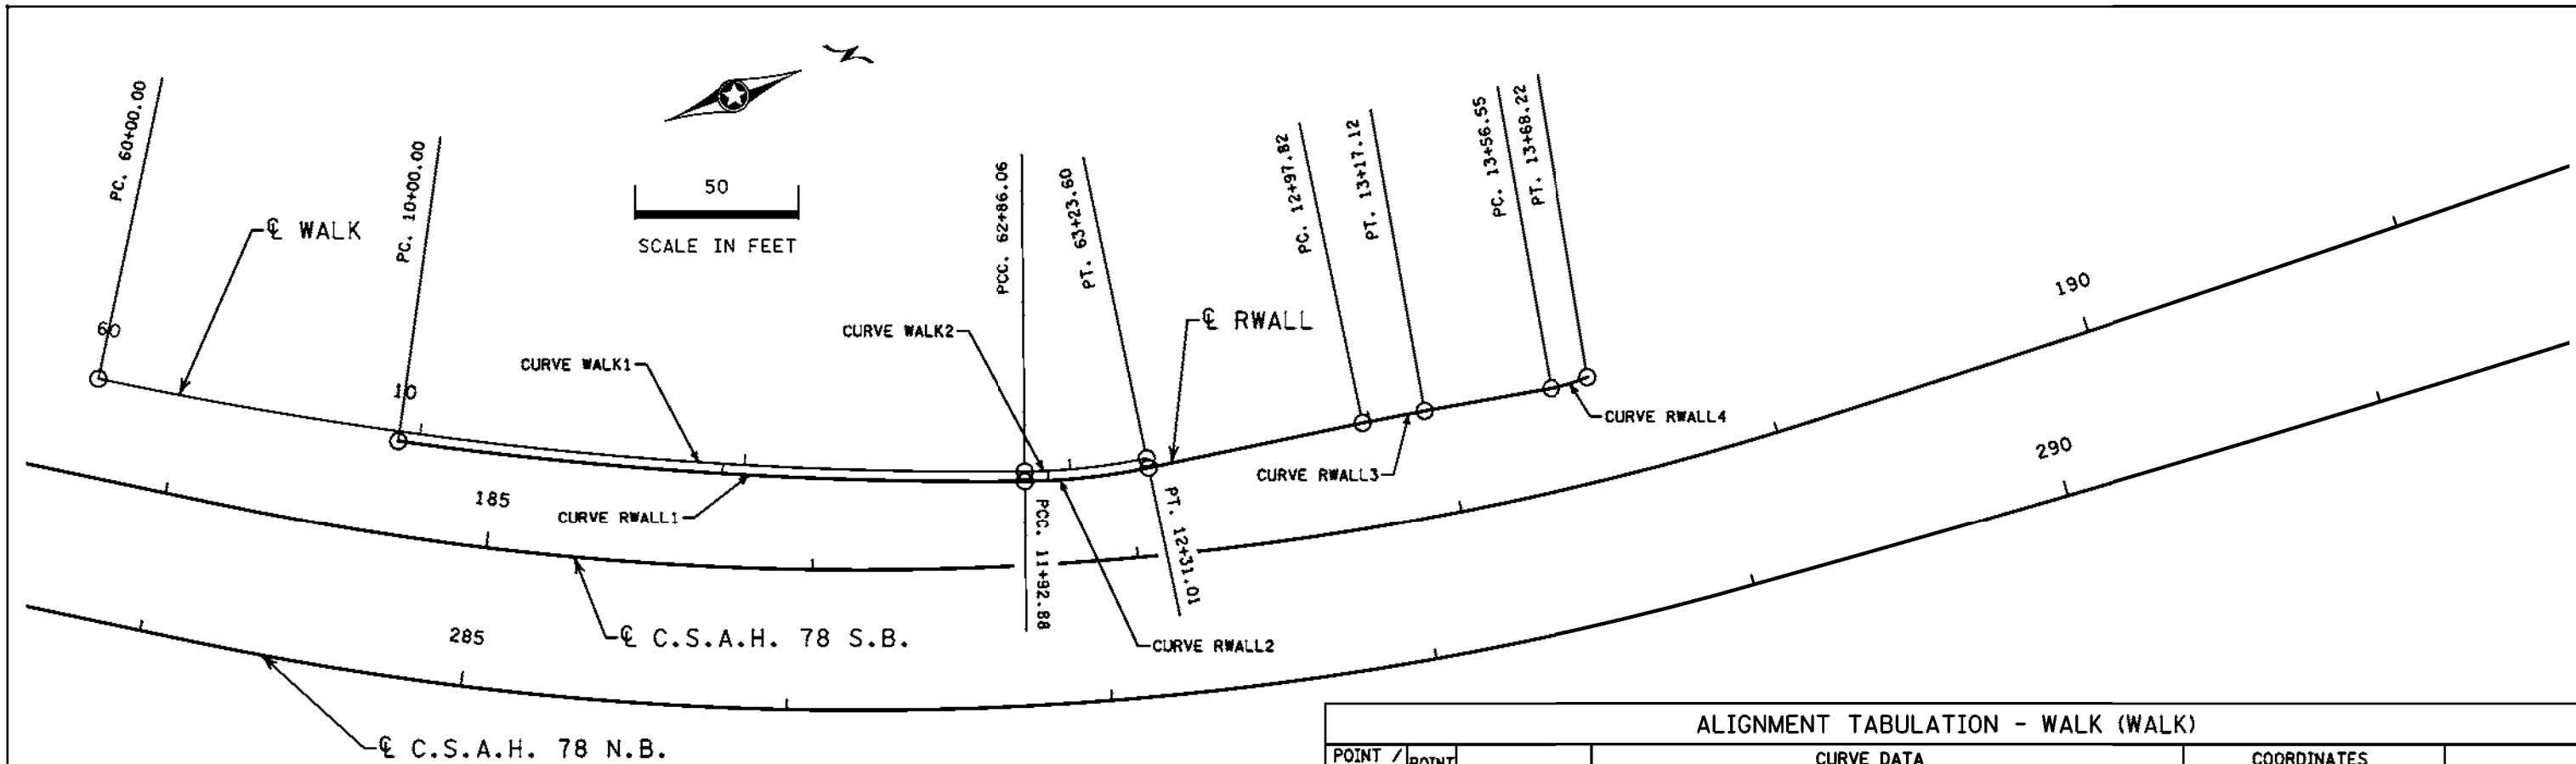 PC. 60+00.00
PC. 10+00.00
℄ WALK
50
SCALE IN FEET
PCC. 62+86.06
PT. 63+23.60
PC. 12+97.82
PT. 13+17.12
PC. 13+56.55
PT. 13+68.22
60
10
CURVE WALK1
CURVE WALK2
℄ RWALL
190
CURVE RWALL4
CURVE RWALL3
290
185
CURVE RWALL1
PCC. 11+92.88
PT. 12+31.01
285
℄ C.S.A.H. 78 S.B.
CURVE RWALL2
℄ C.S.A.H. 78 N.B.
ALIGNMENT TABULATION - WALK (WALK)
POINT / POINT CURVE DATA COORDINATES